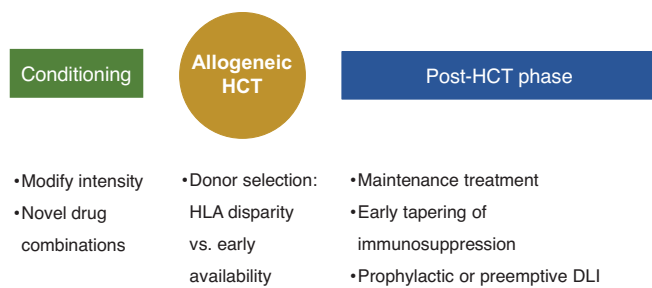 Conditioning
Allogeneic
HCT
Post-HCT phase
•Modify intensity
•Novel drug
combinations
•Donor selection:
HLA disparity
vs. early
availability
•Maintenance treatment
•Early tapering of
immunosuppression
•Prophylactic or preemptive DLI